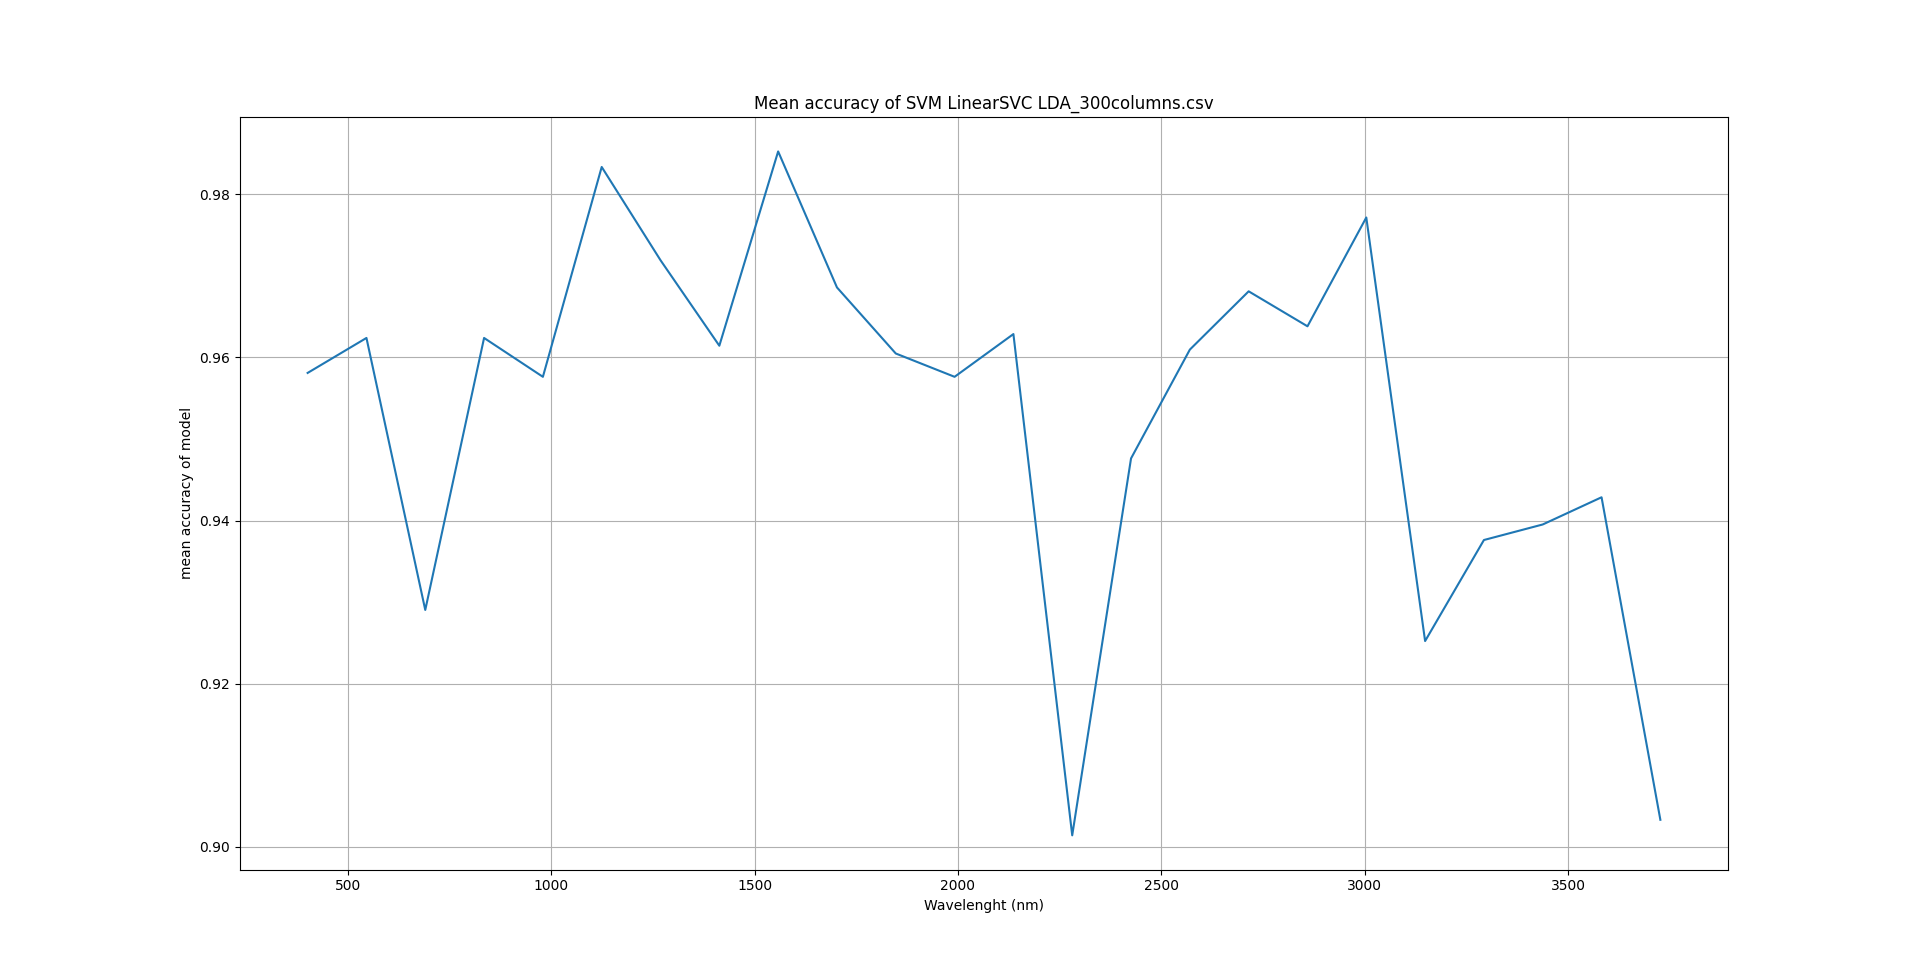 Mean accuracy of SVM LinearSVC LDA_300columns.csv
mean accuracy of model
0.98
0.96
0.94
0.92
0.90
500 1000 1500 2000 2500 3000 3500
Wavelenght (nm)